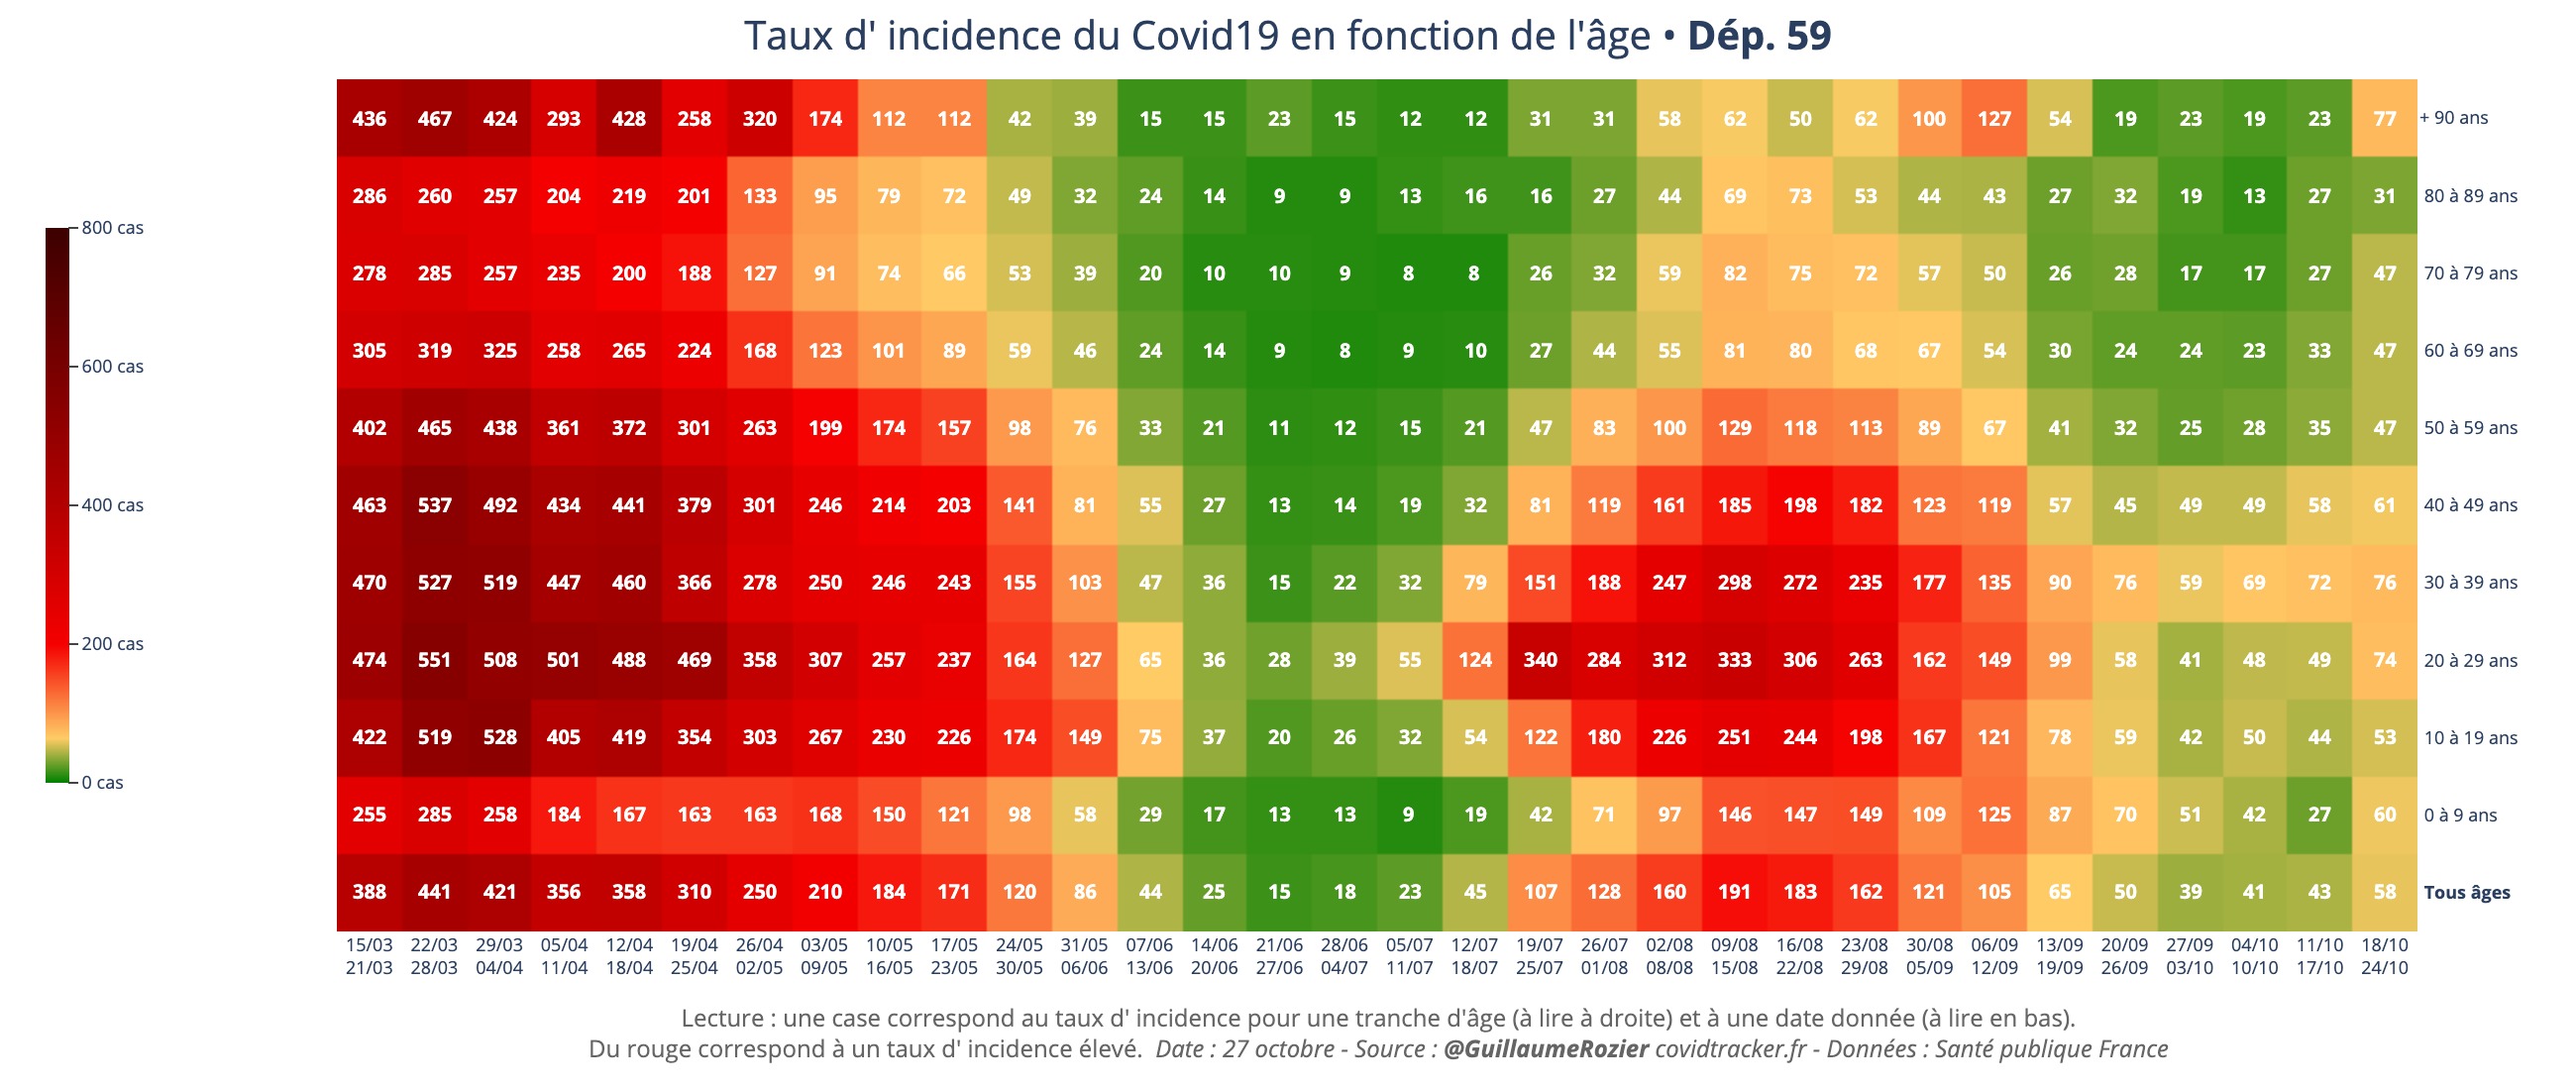 Taux d' incidence du Covid19 en fonction de l'âge • Dép. 59
800 cas
600 cas
400 cas
200 cas
0 cas
436 467 424 293 428 258 320 174 112 112 42 39 15 15 23 15 12 12 31 31 58 62 50 62 100 127 54 19 23 19 23 77 + 90 ans
286 260 257 204 219 201 133 95 79 72 49 32 24 14 9 9 13 16 16 27 44 69 73 53 44 43 27 32 19 13 27 31 80 à 89 ans
278 285 257 235 200 188 127 91 74 66 53 39 20 10 10 9 8 8 26 32 59 82 75 72 57 50 26 28 17 17 27 47 70 à 79 ans
305 319 325 258 265 224 168 123 101 89 59 46 24 14 9 8 9 10 27 44 55 81 80 68 67 54 30 24 24 23 33 47 60 à 69 ans
402 465 438 361 372 301 263 199 174 157 98 76 33 21 11 12 15 21 47 83 100 129 118 113 89 67 41 32 25 28 35 47 50 à 59 ans
463 537 492 434 441 379 301 246 214 203 141 81 55 27 13 14 19 32 81 119 161 185 198 182 123 119 57 45 49 49 58 61 40 à 49 ans
470 527 519 447 460 366 278 250 246 243 155 103 47 36 15 22 32 79 151 188 247 298 272 235 177 135 90 76 59 69 72 76 30 à 39 ans
474 551 508 501 488 469 358 307 257 237 164 127 65 36 28 39 55 124 340 284 312 333 306 263 162 149 99 58 41 48 49 74 20 à 29 ans
422 519 528 405 419 354 303 267 230 226 174 149 75 37 20 26 32 54 122 180 226 251 244 198 167 121 78 59 42 50 44 53 10 à 19 ans
255 285 258 184 167 163 163 168 150 121 98 58 29 17 13 13 9 19 42 71 97 146 147 149 109 125 87 70 51 42 27 60 0 à 9 ans
388 441 421 356 358 310 250 210 184 171 120 86 44 25 15 18 23 45 107 128 160 191 183 162 121 105 65 50 39 41 43 58 Tous âges
15/03 22/03 29/03 05/04 12/04 19/04 26/04 03/05 10/05 17/05 24/05 31/05 07/06 14/06 21/06 28/06 05/07 12/07 19/07 26/07 02/08 09/08 16/08 23/08 30/08 06/09 13/09 20/09 27/09 04/10 11/10 18/10
21/03 28/03 04/04 11/04 18/04 25/04 02/05 09/05 16/05 23/05 30/05 06/06 13/06 20/06 27/06 04/07 11/07 18/07 25/07 01/08 08/08 15/08 22/08 29/08 05/09 12/09 19/09 26/09 03/10 10/10 17/10 24/10
Lecture : une case correspond au taux d' incidence pour une tranche d'âge (à lire à droite) et à une date donnée (à lire en bas).
Du rouge correspond à un taux d' incidence élevé. Date : 27 octobre - Source : @GuillaumeRozier covidtracker.fr - Données : Santé publique France